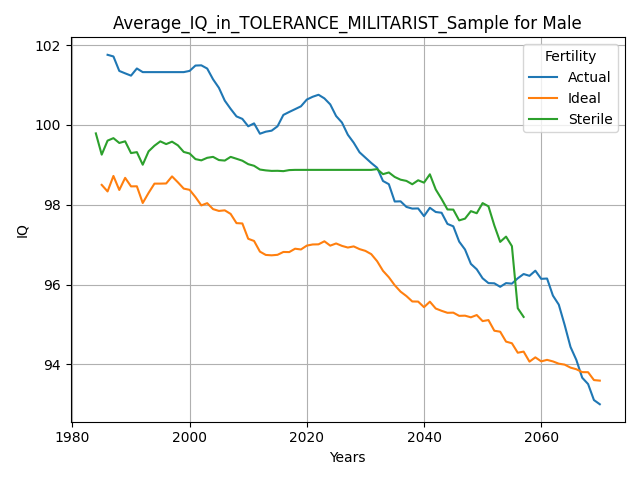 Average_IQ_in_TOLERANCE_MILITARIST_Sample for Male
Fertility
Actual
Ideal
Sterile
IQ
102
100
98
96
94
1980 2000 2020 2040 2060
Years